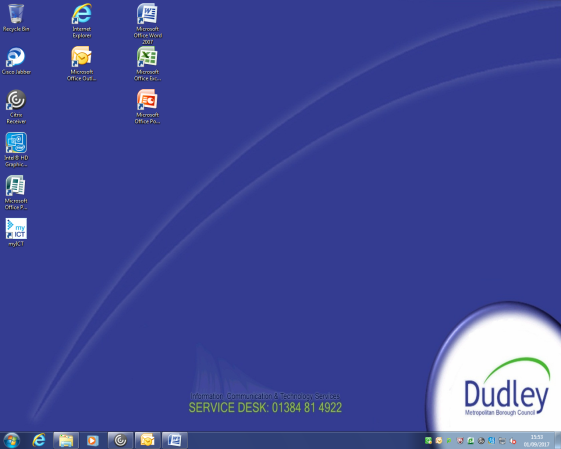 Recycle Bin
Internet
Explorer
Microsoft
Office Word
2007
Cisco Jabber
Microsoft
Office Outl...
Microsoft
Office Exc...
Citrix
Receiver
Microsoft
Office Po...
Intel® HD
Graphic...
Microsoft
Office P...
my
ICT
myICT
Information, Communication & Technology Services
SERVICE DESK: 01384 81 4922
Dudley
Metropolitan Borough Council